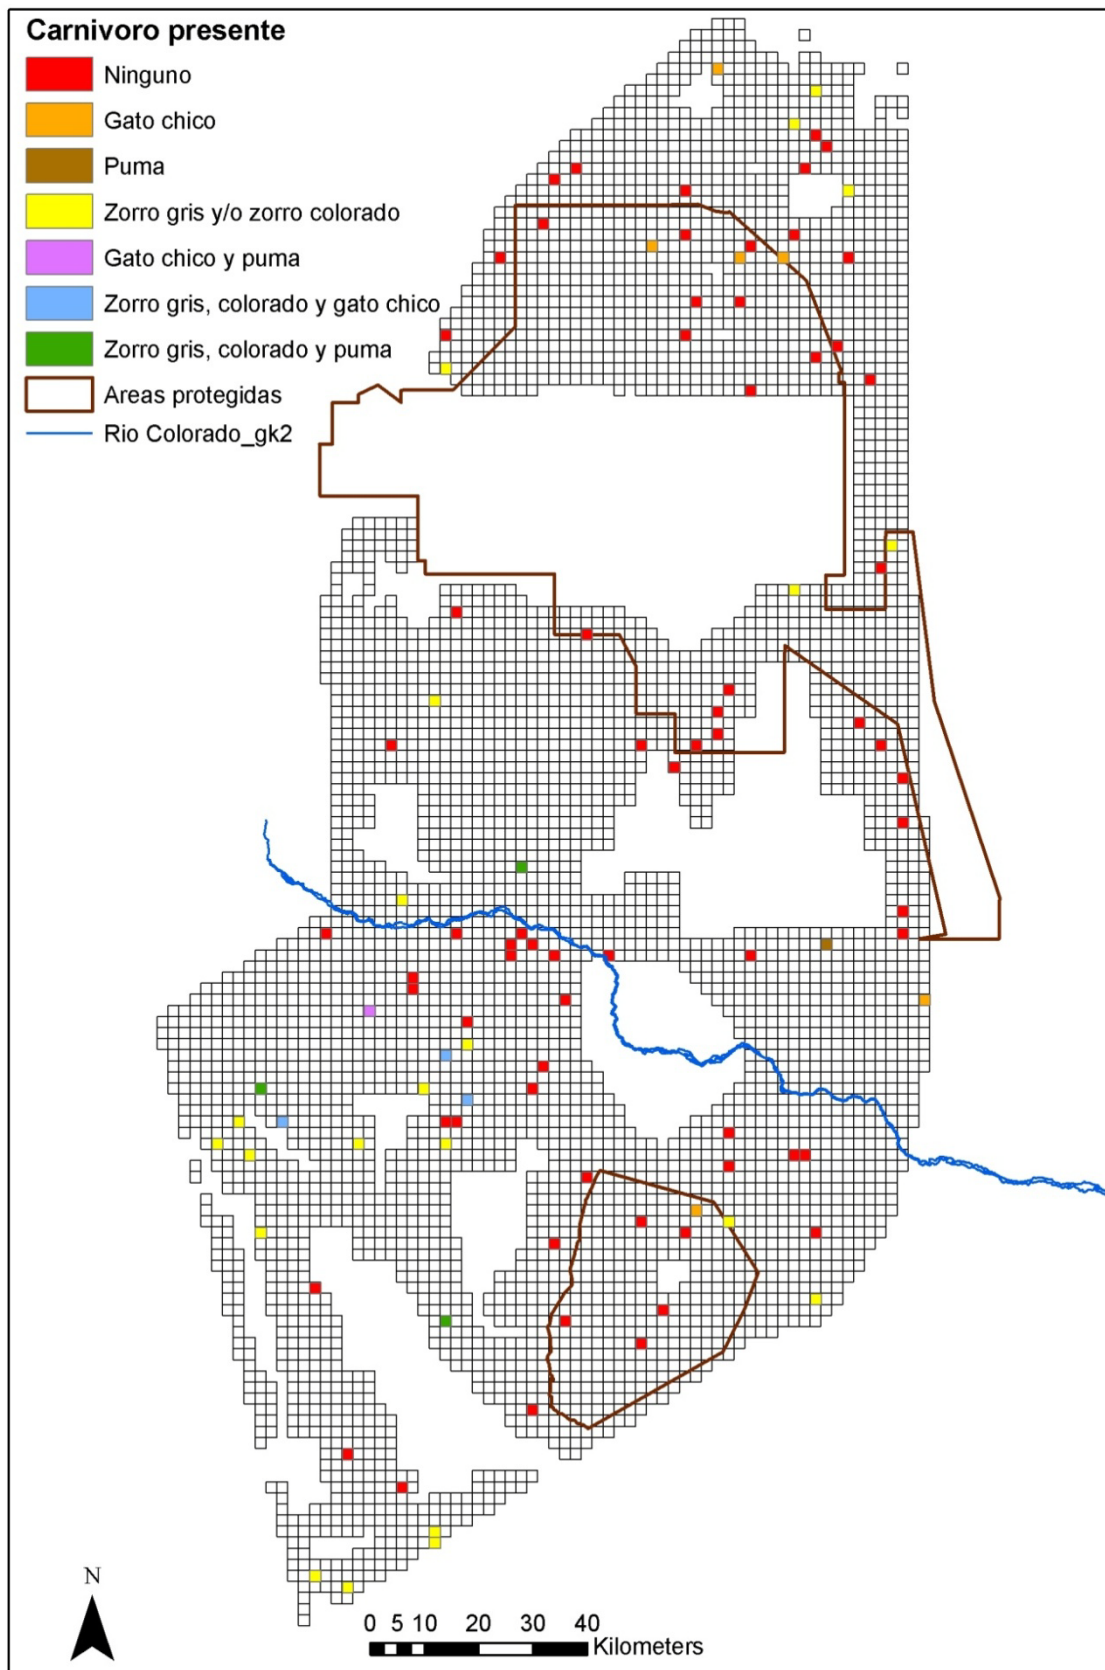 Carnivoro presente
Ninguno
Gato chico
Puma
Zorro gris y/o zorro colorado
Gato chico y puma
Zorro gris, colorado y gato chico
Zorro gris, colorado y puma
Areas protegidas
Rio Colorado_gk2
N
0 5 10 20 30 40
Kilometers